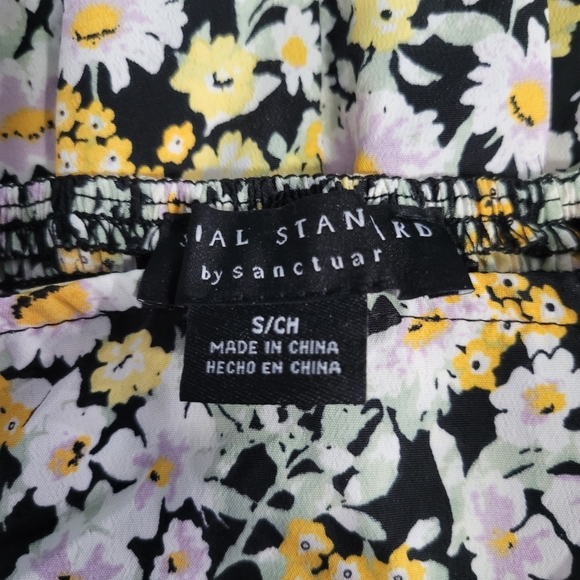 IAL STAN RD
by Sanctuar
S/CH
MADE IN CHINA
HECHO EN CHINA